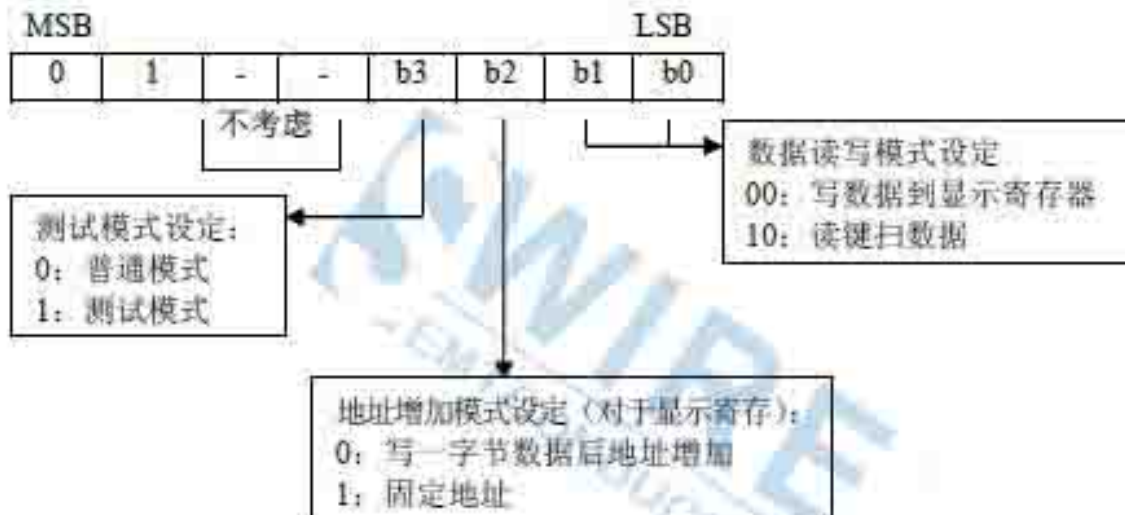 MSB LSB
0 1 - - b3 b2 b1 b0
不考虑
数据读写模式设定
00：写数据到显示寄存器
10：读键扫数据
测试模式设定：
0：普通模式
1：测试模式
地址增加模式设定（对于显示寄存）：
0：写一字节数据后地址增加
1：固定地址
WIRE